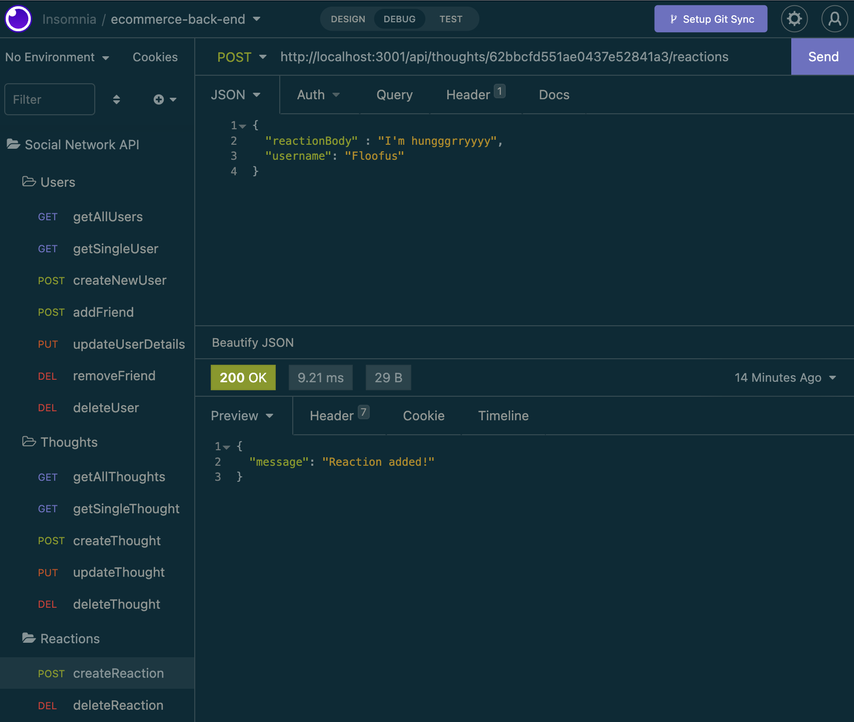 Insomnia / ecommerce-back-end
DESIGN DEBUG TEST
Setup Git Sync
No Environment Cookies
POST http://localhost:3001/api/thoughts/62bbcfd551ae0437e52841a3/reactions Send
Filter
JSON Auth Query Header 1 Docs
1 {
2 "reactionBody" : "I'm hungggrryyyy",
3 "username": "Floofus"
4 }
Social Network API
Users
GET getAllUsers
GET getSingleUser
POST createNewUser
POST addFriend
PUT updateUserDetails
DEL removeFriend
DEL deleteUser
Thoughts
GET getAllThoughts
GET getSingleThought
POST createThought
PUT updateThought
DEL deleteThought
Reactions
POST createReaction
DEL deleteReaction
Beautify JSON
200 OK 9.21 ms 29 B 14 Minutes Ago
Preview Header 7 Cookie Timeline
1 {
2 "message": "Reaction added!"
3 }